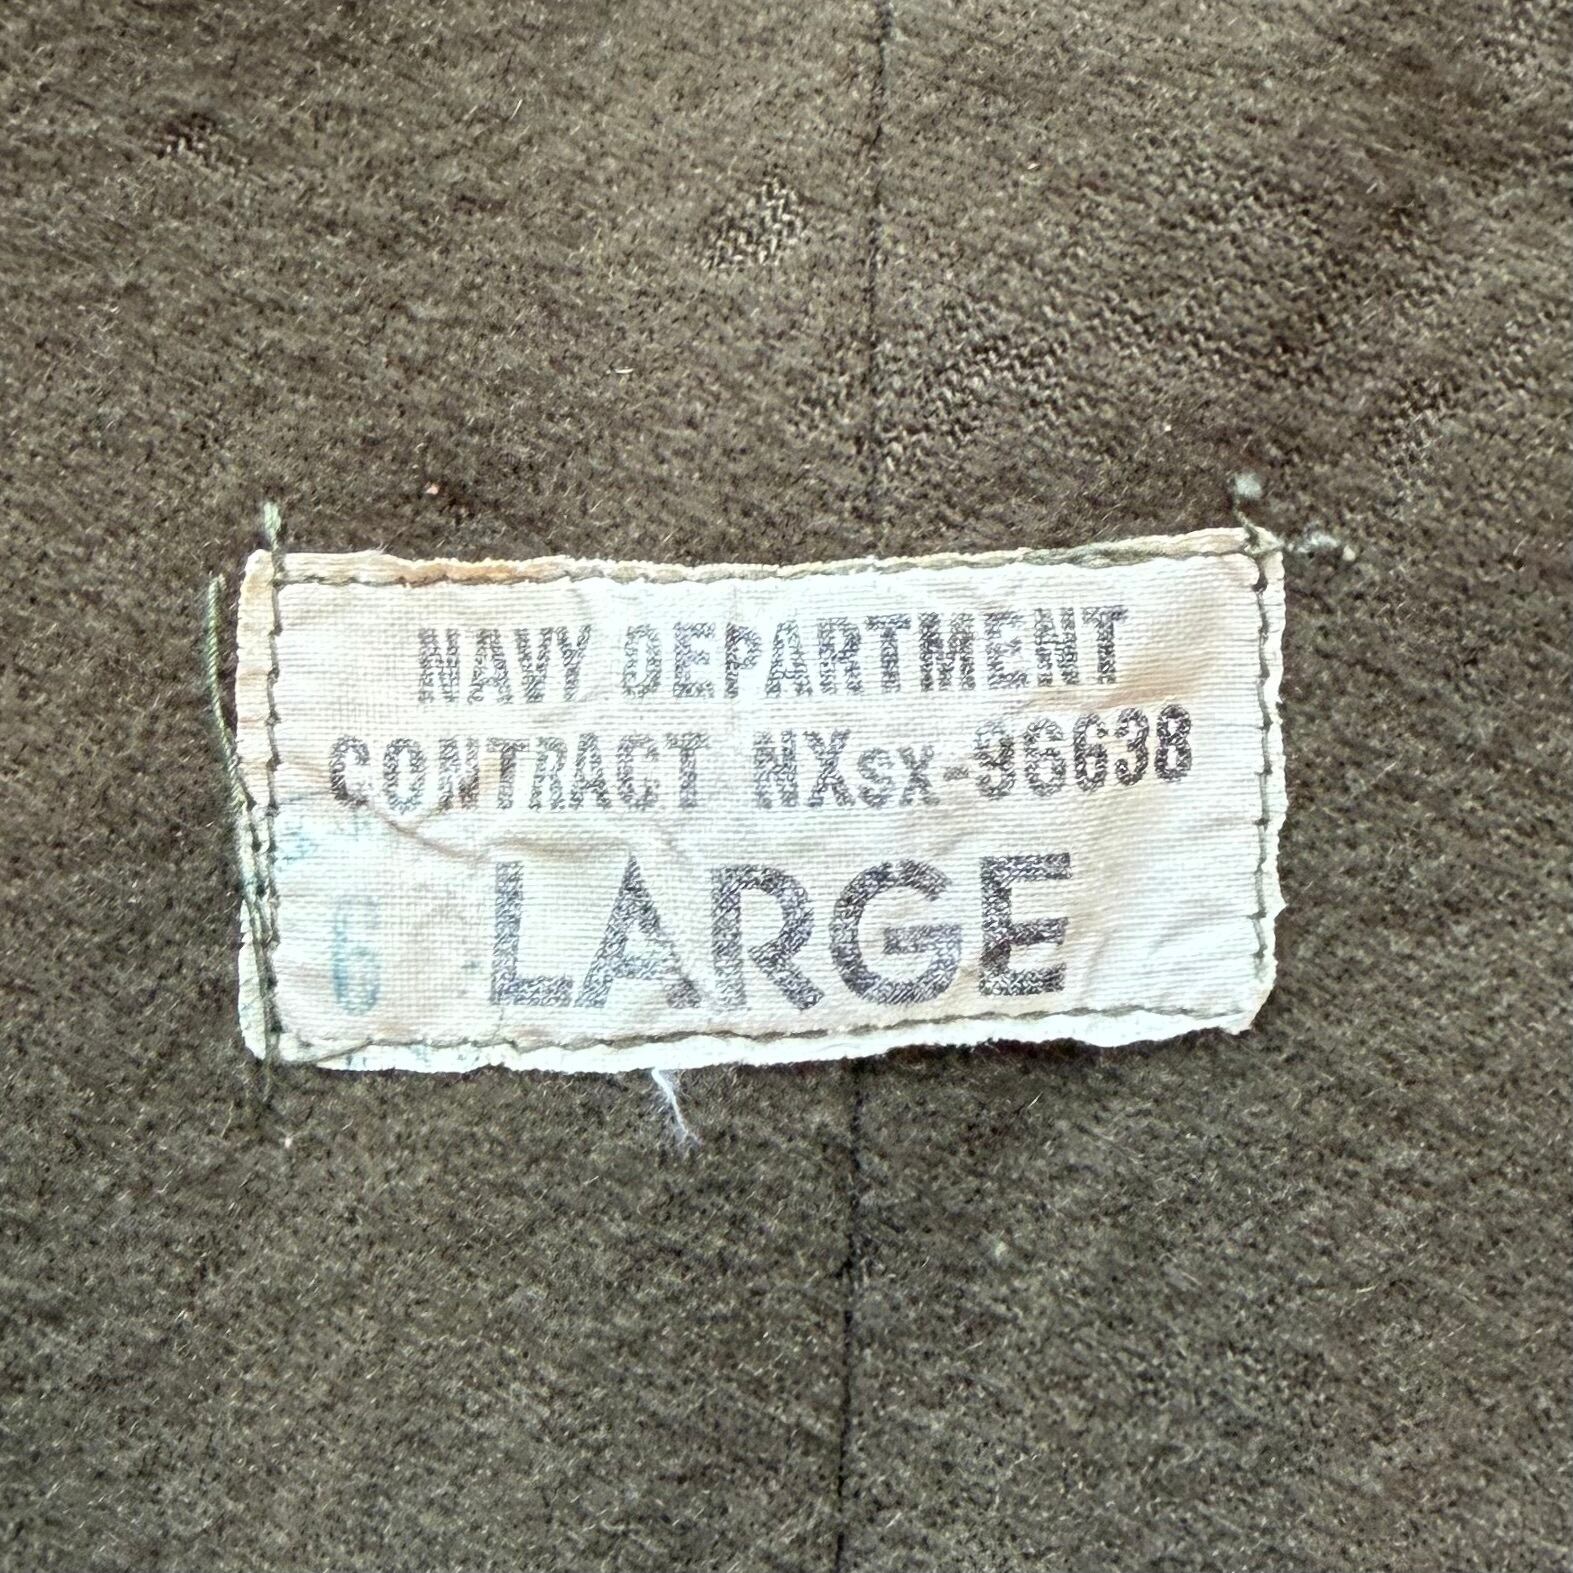 NAVY DEPARTMENT
CONTRACT NXsx-96638
LARGE
6